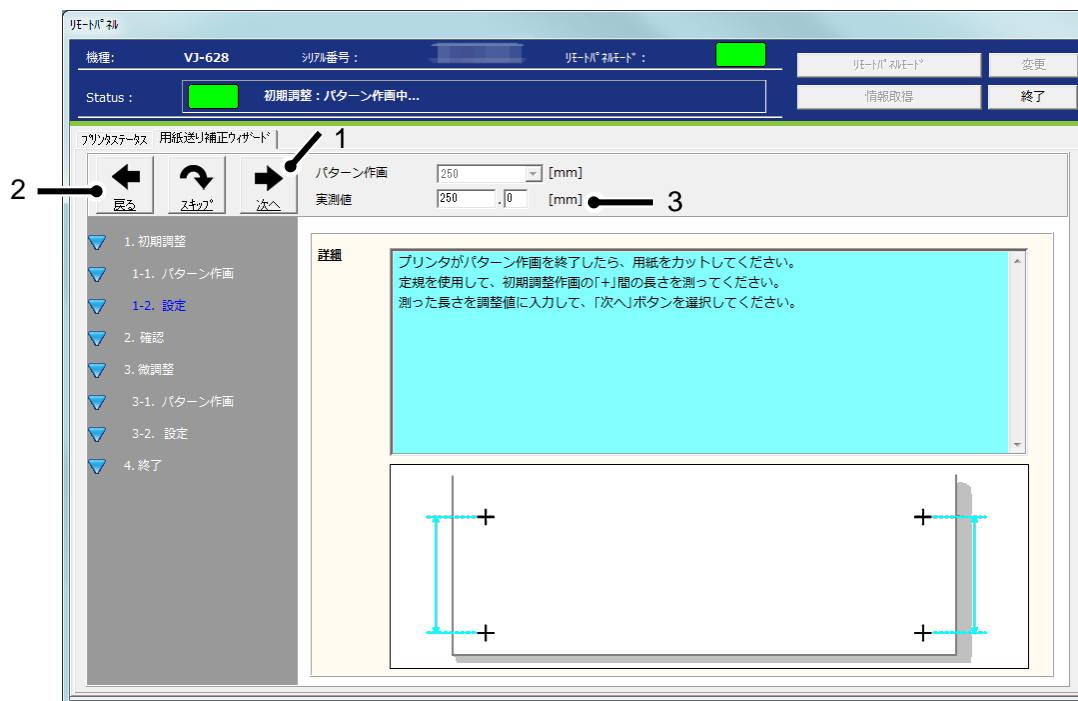 リモートパネル
機種: VJ-628 シリアル番号: リモートパネルモード:
リモートパネルモード 変更
Status: 初期調整：パターン作画中...
情報取得 終了
プリンタステータス 用紙送り補正ウィザード
1
2
戻る スキップ 次へ
パターン作画 250 [mm]
実測値 250 .0 [mm] 3
1. 初期調整
1-1. パターン作画
1-2. 設定
2. 確認
3. 微調整
3-1. パターン作画
3-2. 設定
4. 終了
詳細
プリンタがパターン作画を終了したら、用紙をカットしてください。
定規を使用して、初期調整作画の「+」間の長さを測ってください。
測った長さを調整値に入力して、「次へ」ボタンを選択してください。